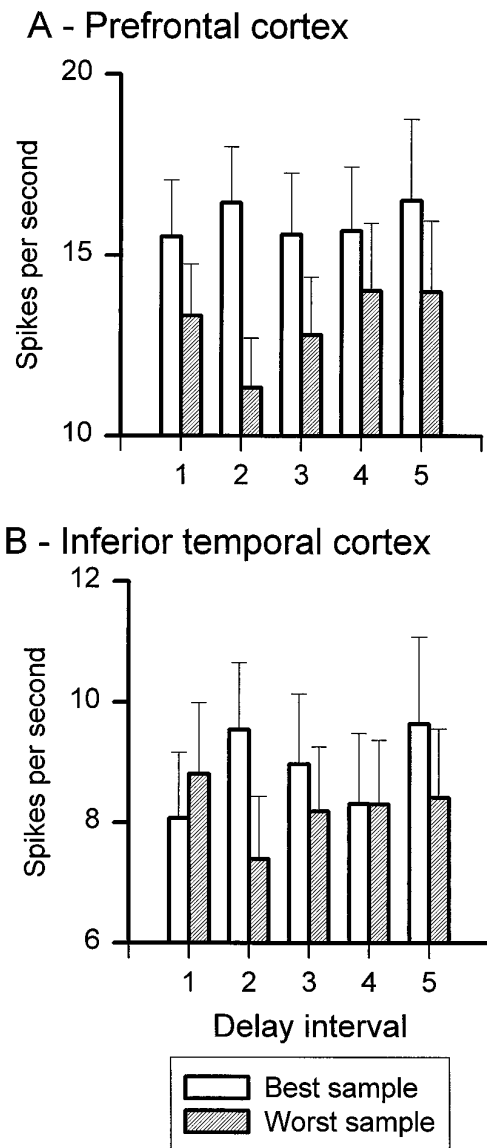 A - Prefrontal cortex
20
15
10
Spikes per second
1 2 3 4 5
B - Inferior temporal cortex
12
10
8
6
Spikes per second
1 2 3 4 5
Delay interval
Best sample
Worst sample